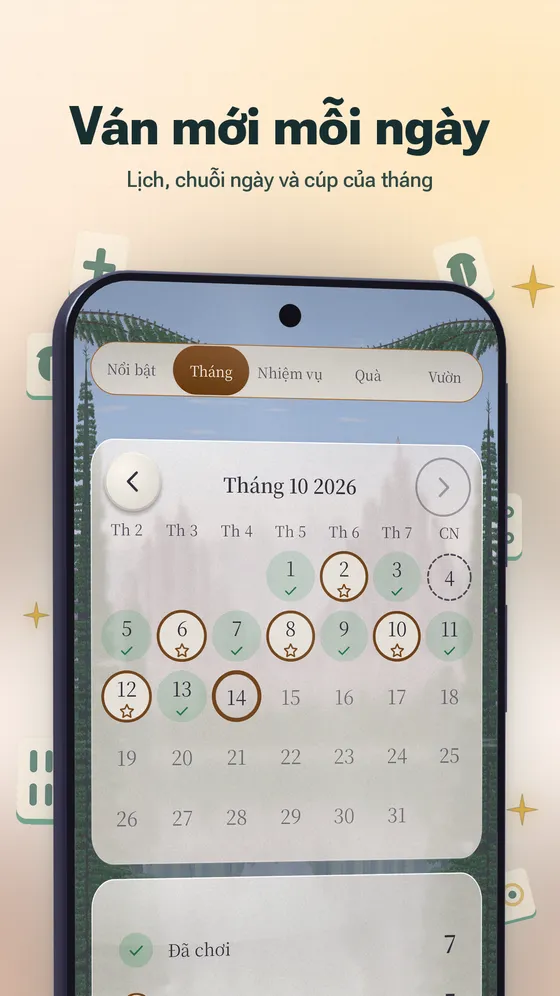 Ván mới mỗi ngày
Lịch, chuỗi ngày và cúp của tháng
Nổi bật Tháng Nhiệm vụ Quà Vườn
Tháng 10 2026
Th 2 Th 3 Th 4 Th 5 Th 6 Th 7 CN
1 2 3 4
5 6 7 8 9 10 11
12 13 14 15 16 17 18
19 20 21 22 23 24 25
26 27 28 29 30 31
Đã chơi 7